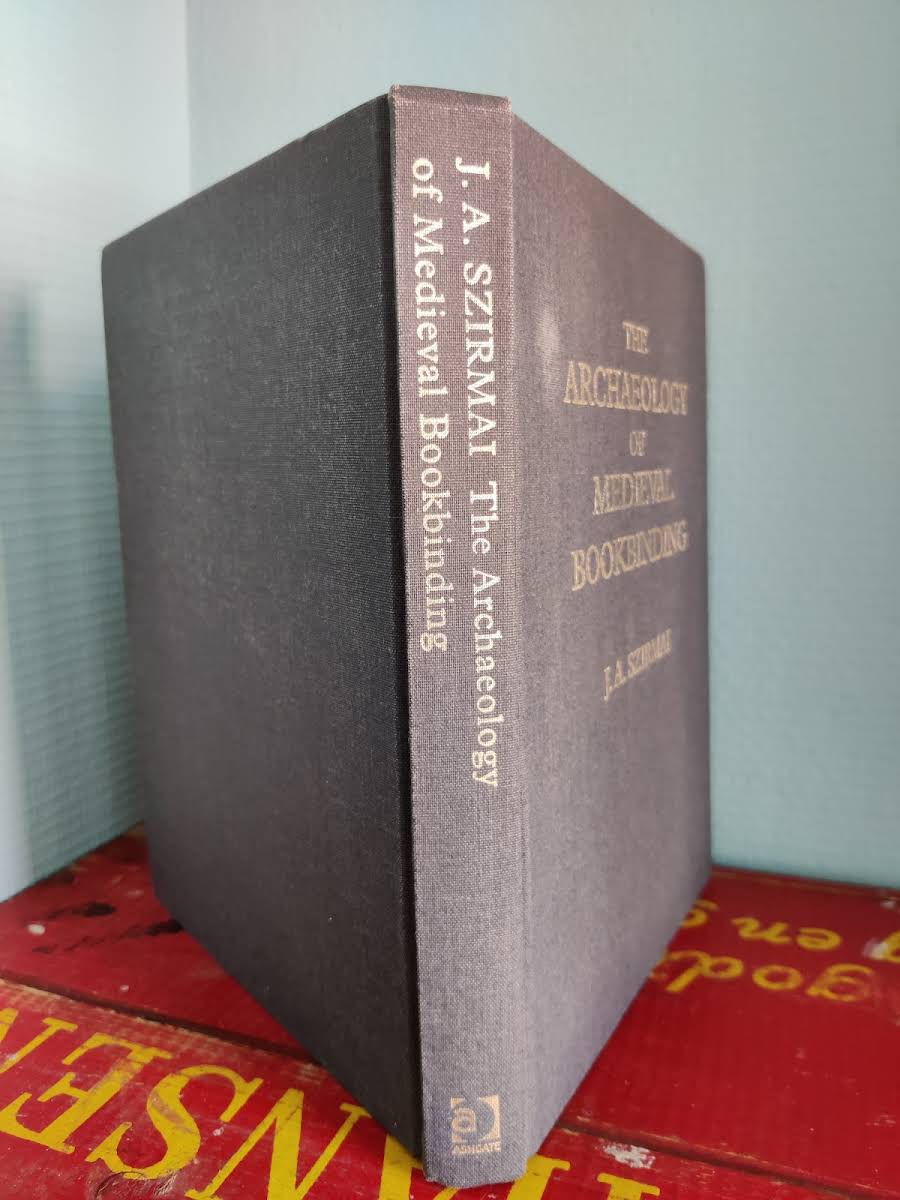 J. A. SZIRMAI The Archaeology
of Medieval Bookbinding
a
ASHGATE
THE
ARCHAEOLOGY
OF
MEDIEVAL
BOOKBINDING
J. A. SZIRMAI